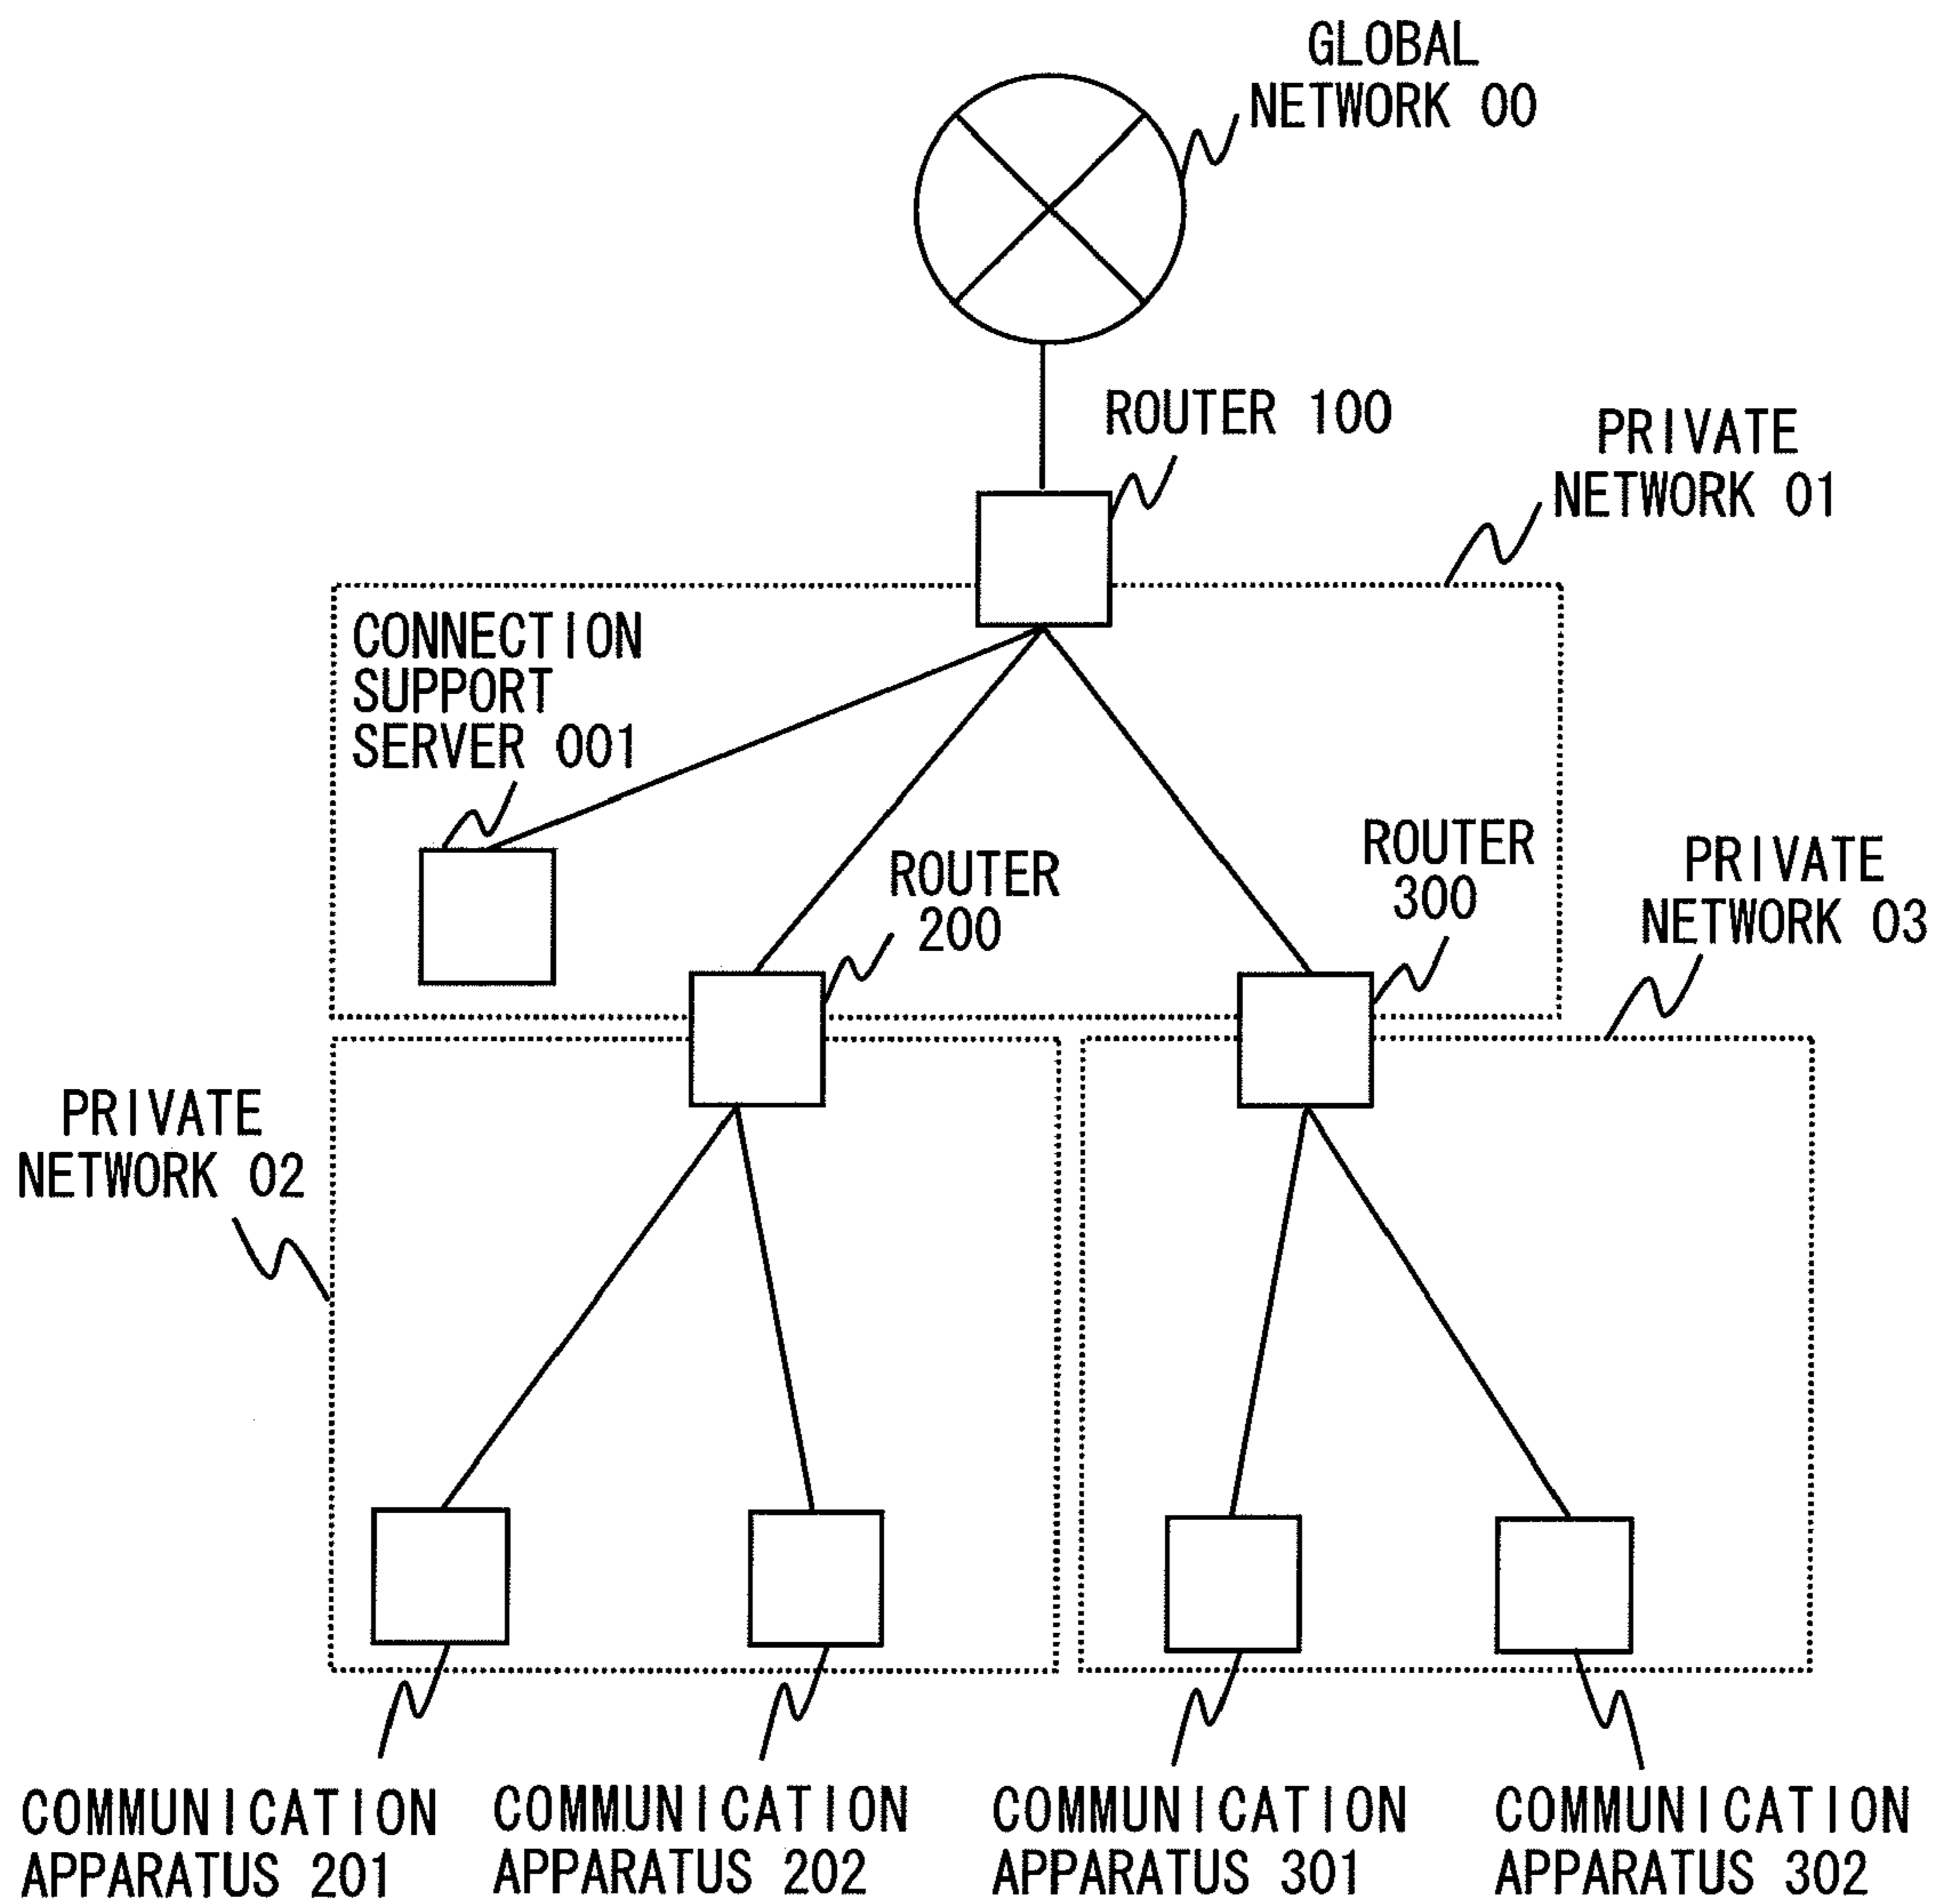 GLOBAL
NETWORK 00
ROUTER 100
PRIVATE
NETWORK 01
CONNECTION
SUPPORT
SERVER 001
ROUTER
200
ROUTER
300
PRIVATE
NETWORK 03
PRIVATE
NETWORK 02
COMMUNICATION
APPARATUS 201
COMMUNICATION
APPARATUS 202
COMMUNICATION
APPARATUS 301
COMMUNICATION
APPARATUS 302